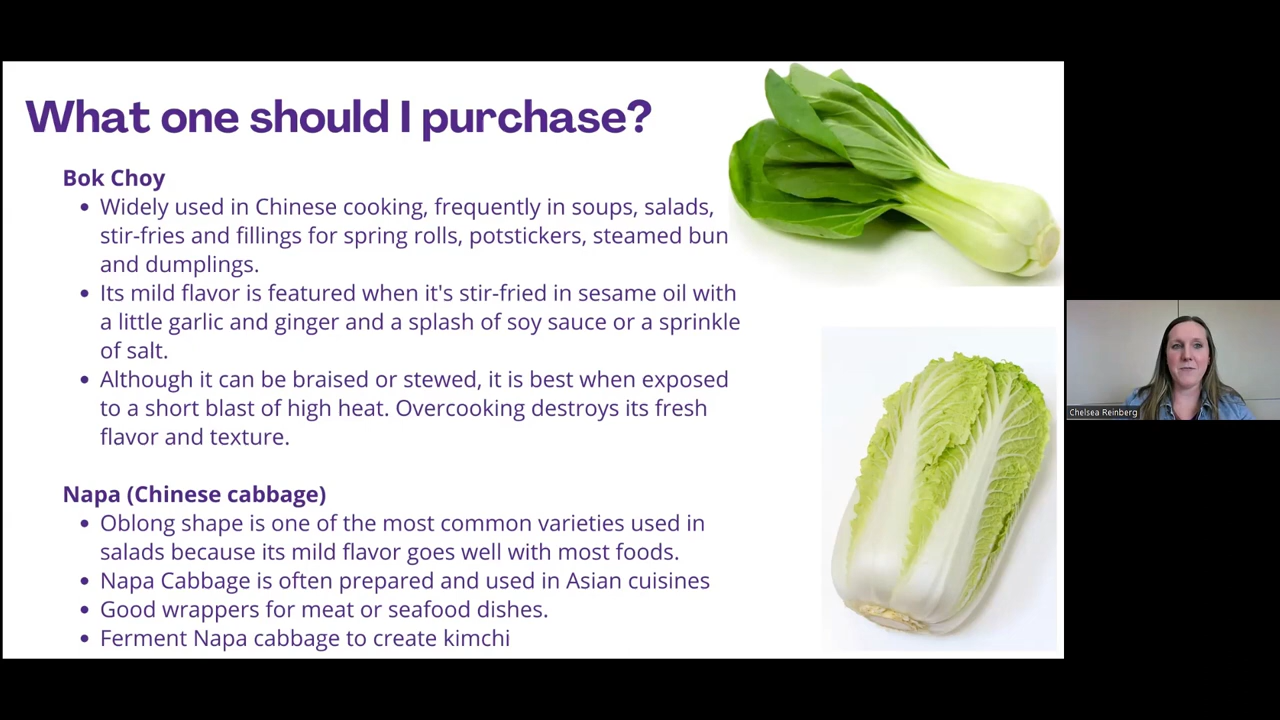 What one should I purchase?
Bok Choy
• Widely used in Chinese cooking, frequently in soups, salads,
stir-fries and fillings for spring rolls, potstickers, steamed bun
and dumplings.
• Its mild flavor is featured when it's stir-fried in sesame oil with
a little garlic and ginger and a splash of soy sauce or a sprinkle
of salt.
• Although it can be braised or stewed, it is best when exposed
to a short blast of high heat. Overcooking destroys its fresh
flavor and texture.
Napa (Chinese cabbage)
• Oblong shape is one of the most common varieties used in
salads because its mild flavor goes well with most foods.
• Napa Cabbage is often prepared and used in Asian cuisines
• Good wrappers for meat or seafood dishes.
• Ferment Napa cabbage to create kimchi
Chelsea Reinberg